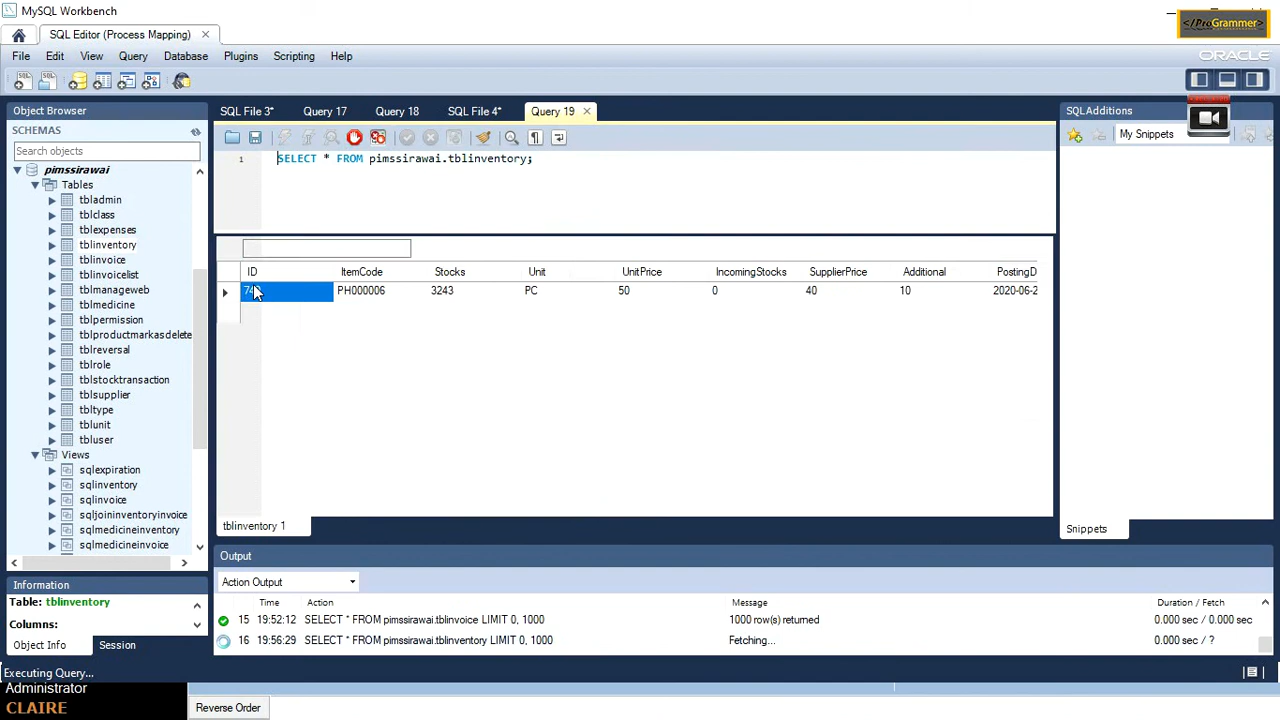 MySQL Workbench
</ProGrammer>
SQL Editor (Process Mapping)
File Edit View Query Database Plugins Scripting Help
ORACLE
Object Browser
SCHEMAS
Search objects
pimssirawai
Tables
tbladmin
tblclass
tblexpenses
tblinventory
tblinvoice
tblinvoicelist
tblmanageweb
tblmedicine
tblpermission
tblproductmarkasdelete
tblreversal
tblrole
tblstocktransaction
tblsupplier
tbltype
tblunit
tbluser
Views
sqlexpiration
sqlinventory
sqlinvoice
sqljoininventoryinvoice
sqlmedicineinventory
sqlmedicineinvoice
Information
Table: tblinventory
Columns:
Object Info Session
SQL File 3* Query 17 Query 18 SQL File 4* Query 19
1 SELECT * FROM pimssirawai.tblinventory;
ID ItemCode Stocks Unit UnitPrice IncomingStocks SupplierPrice Additional PostingD
PH000006 3243 PC 50 0 40 10 2020-06-2
tblinventory 1
SQLAdditions
My Snippets
Snippets
Output
Action Output
Time Action Message Duration / Fetch
15 19:52:12 SELECT * FROM pimssirawai.tblinvoice LIMIT 0, 1000 1000 row(s) returned 0.000 sec / 0.000 sec
16 19:56:29 SELECT * FROM pimssirawai.tblinventory LIMIT 0, 1000 Fetching... 0.000 sec / ?
Executing Query...
Administrator
CLAIRE
Reverse Order